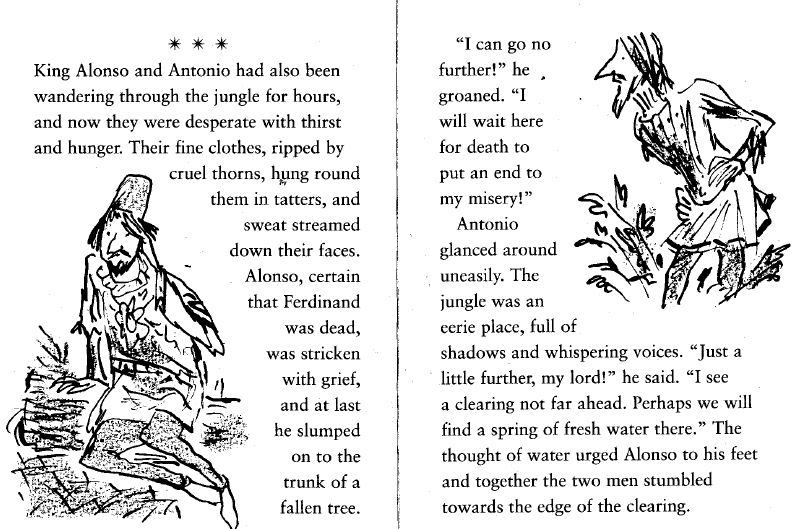 * * *
King Alonso and Antonio had also been
wandering through the jungle for hours,
and now they were desperate with thirst
and hunger. Their fine clothes, ripped by
cruel thorns, hung round
them in tatters, and
sweat streamed
down their faces.
Alonso, certain
that Ferdinand
was dead,
was stricken
with grief,
and at last
he slumped
on to the
trunk of a
fallen tree.
“I can go no
further!” he
groaned. “I
will wait here
for death to
put an end to
my misery!”
Antonio
glanced around
uneasily. The
jungle was an
eerie place, full of
shadows and whispering voices. “Just a
little further, my lord!” he said. “I see
a clearing not far ahead. Perhaps we will
find a spring of fresh water there.” The
thought of water urged Alonso to his feet
and together the two men stumbled
towards the edge of the clearing.